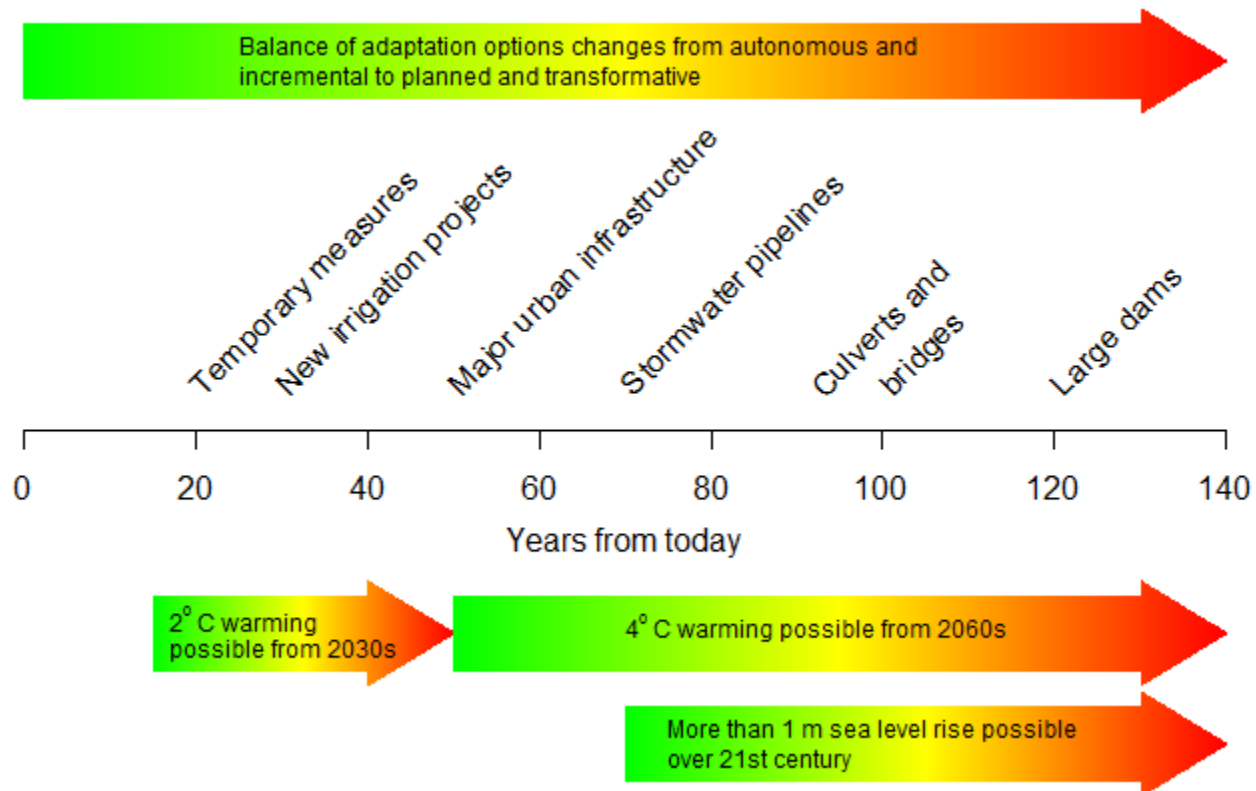 Balance of adaptation options changes from autonomous and
incremental to planned and transformative
Temporary measures
New irrigation projects
Major urban infrastructure
Stormwater pipelines
Culverts and
bridges
Large dams
0 20 40 60 80 100 120 140
Years from today
2° C warming
possible from 2030s
4° C warming possible from 2060s
More than 1 m sea level rise possible
over 21st century